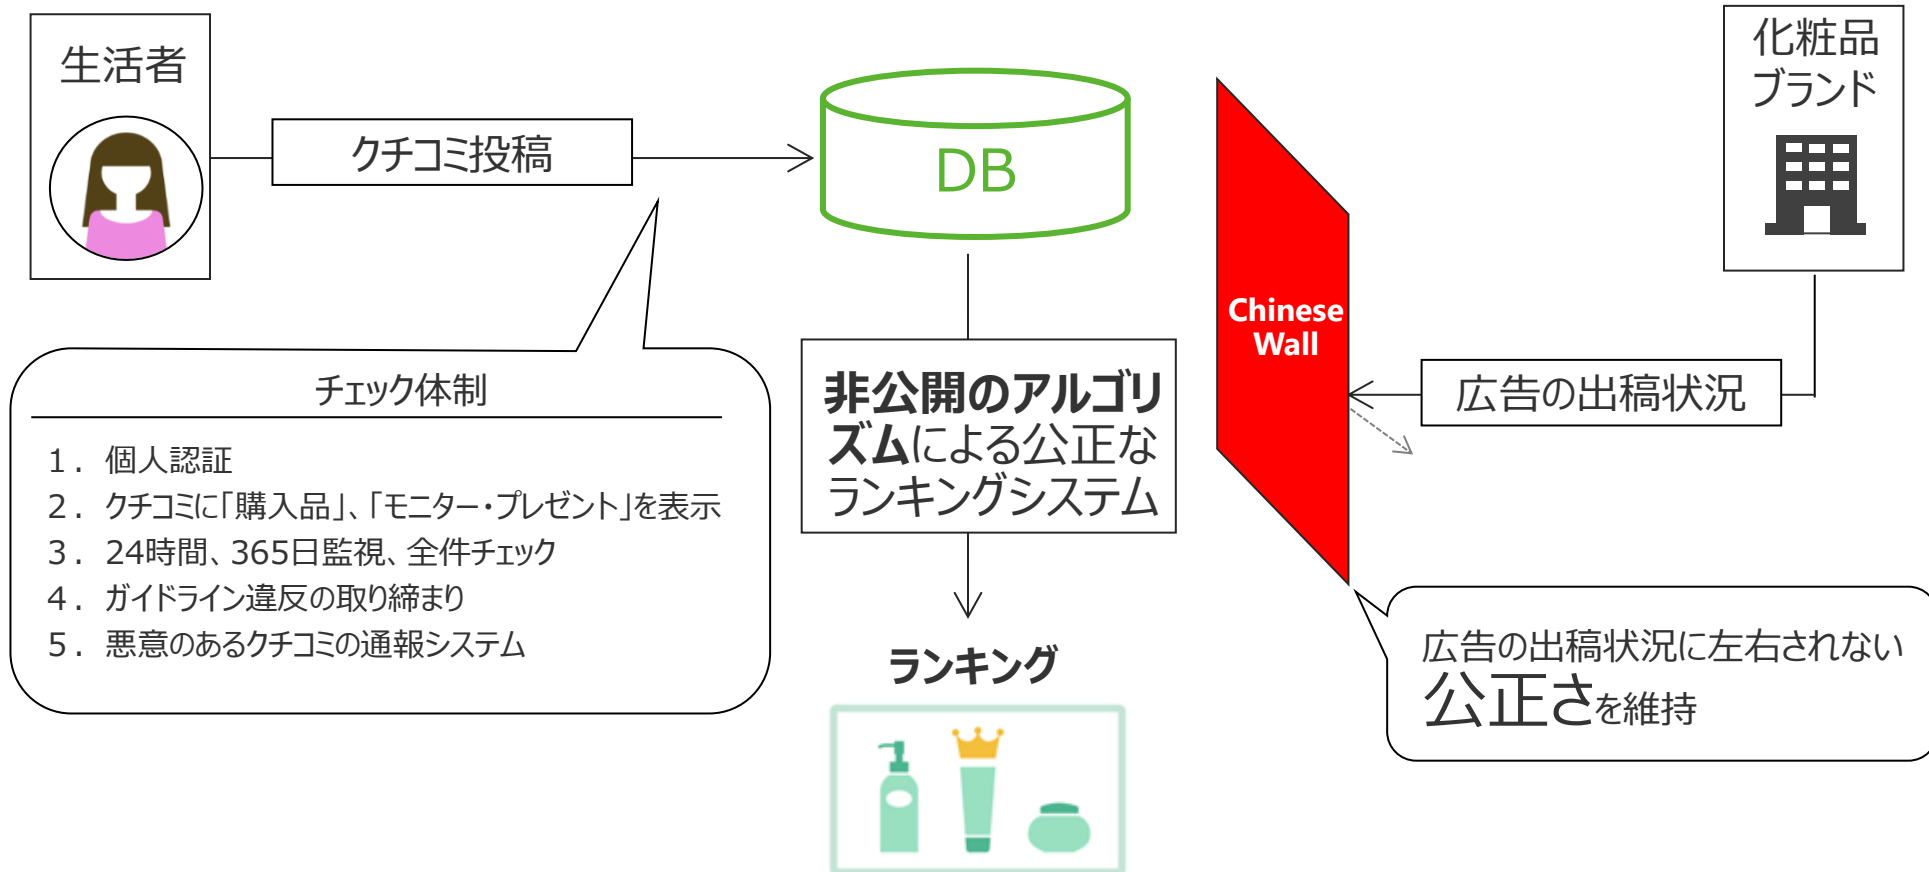 生活者
クチコミ投稿
DB
化粧品
ブランド
Chinese
Wall
広告の出稿状況
チェック体制
1. 個人認証
2. クチコミに「購入品」、「モニター・プレゼント」を表示
3. 24時間、365日監視、全件チェック
4. ガイドライン違反の取り締まり
5. 悪意のあるクチコミの通報システム
非公開のアルゴリ
ズムによる公正な
ランキングシステム
ランキング
広告の出稿状況に左右されない
公正さを維持